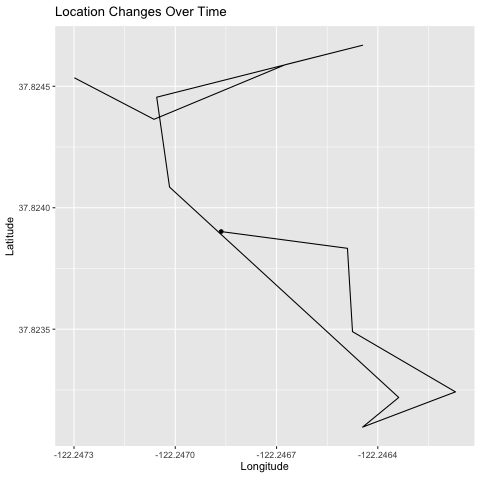 Location Changes Over Time
37.8245
37.8240
37.8235
Latitude
-122.2473 -122.2470 -122.2467 -122.2464
Longitude